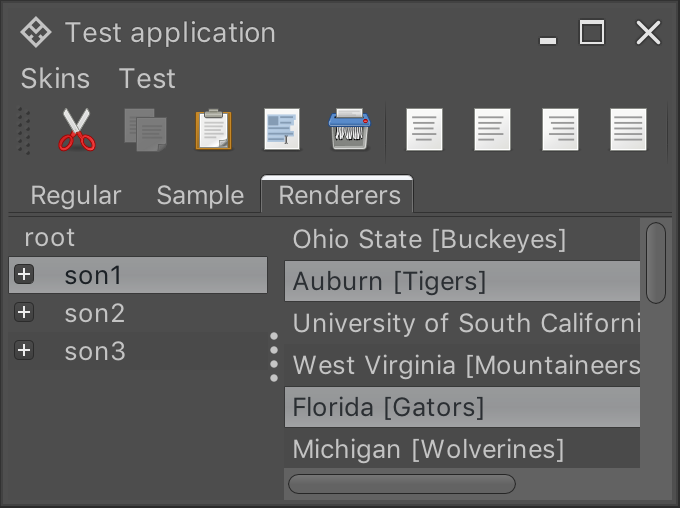 Test application
Skins Test
Regular Sample Renderers
root
son1
son2
son3
Ohio State [Buckeyes]
Auburn [Tigers]
University of South Californi
West Virginia [Mountaineers
Florida [Gators]
Michigan [Wolverines]